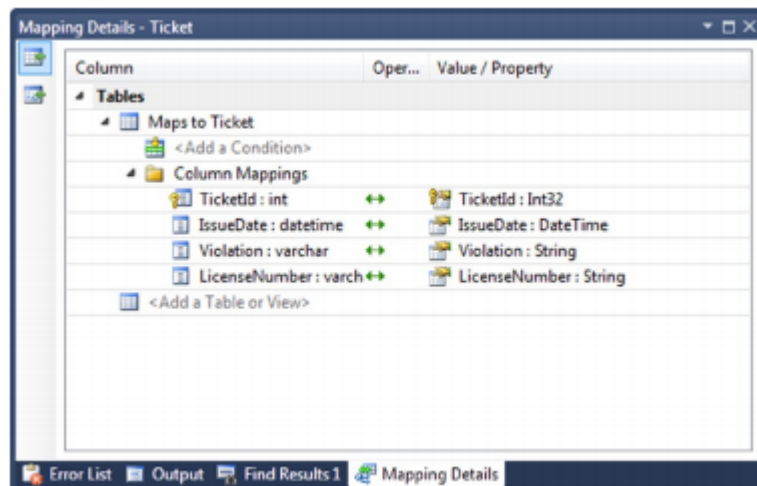 Mapping Details - Ticket
Column Oper... Value / Property
Tables
Maps to Ticket
<Add a Condition>
Column Mappings
TicketId : int TicketId : Int32
IssueDate : datetime IssueDate : DateTime
Violation : varchar Violation : String
LicenseNumber : varch LicenseNumber : String
<Add a Table or View>
Error List Output Find Results 1 Mapping Details